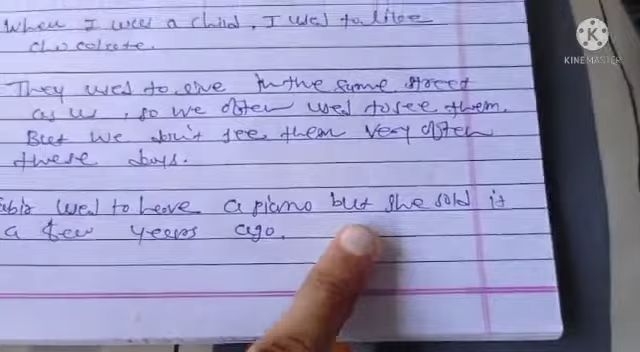 When I was a child, I used to like
chocolate.
They used to live in the same street
as us, so we often used to see them.
But we don't see them very often
these days.
used to have a piano but she sold it
a few years ago.
KINEMASTER